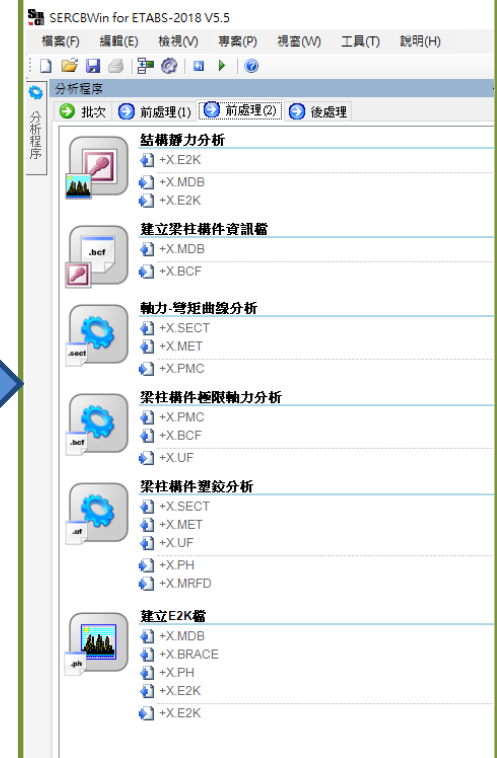 SERCBWin for ETABS-2018 V5.5
檔案(F) 編輯(E) 檢視(V) 專案(P) 視窗(W) 工具(T) 說明(H)
分析程序
分析程序
批次 前處理(1) 前處理(2) 後處理
結構靜力分析
+X.E2K
+X.MDB
+X.E2K
建立梁柱構件資訊檔
.bcf
+X.MDB
+X.BCF
軸力-彎矩曲線分析
+X.SECT
.sect
+X.MET
+X.PMC
梁柱構件極限軸力分析
+X.PMC
.bcf
+X.BCF
+X.UF
梁柱構件塑鉸分析
+X.SECT
+X.MET
.uf
+X.UF
+X.PH
+X.MRFD
建立E2K檔
+X.MDB
+X.BRACE
.ph
+X.PH
+X.E2K
+X.E2K